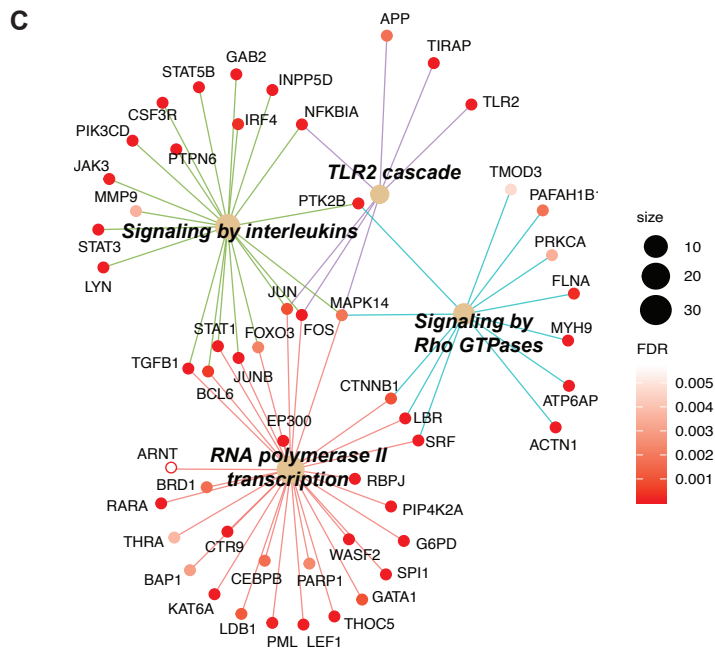 C
APP
GAB2
TIRAP
STAT5B
INPP5D
TLR2
CSF3R
IRF4
NFKBIA
PIK3CD
PTPN6
TLR2 cascade
TMOD3
JAK3
MMP9
PTK2B
PAFAH1B
Signaling by interleukins
STAT3
PRKCA
LYN
FLNA
JUN
MAPK14
Signaling by
Rho GTPases
STAT1
FOXO3
FOS
MYH9
TGFB1
JUNB
BCL6
CTNNB1
ATP6AP
EP300
LBR
SRF
ACTN1
ARNT
RNA polymerase II
transcription
BRD1
RBPJ
RARA
PIP4K2A
THRA
CTR9
WASF2
G6PD
BAP1
CEBPB
PARP1
SPI1
KAT6A
GATA1
LDB1
PML
LEF1
THOC5
size
10
20
30
FDR
0.005
0.004
0.003
0.002
0.001